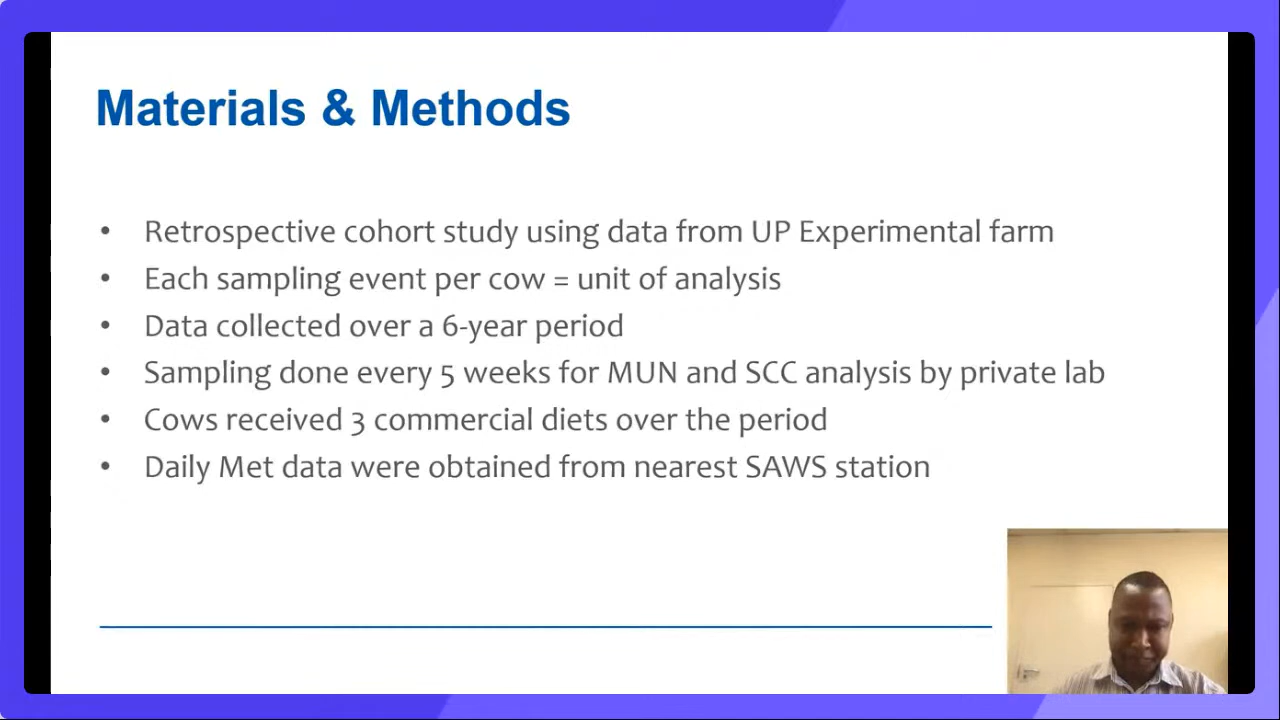 Materials & Methods
• Retrospective cohort study using data from UP Experimental farm
• Each sampling event per cow = unit of analysis
• Data collected over a 6-year period
• Sampling done every 5 weeks for MUN and SCC analysis by private lab
• Cows received 3 commercial diets over the period
• Daily Met data were obtained from nearest SAWS station